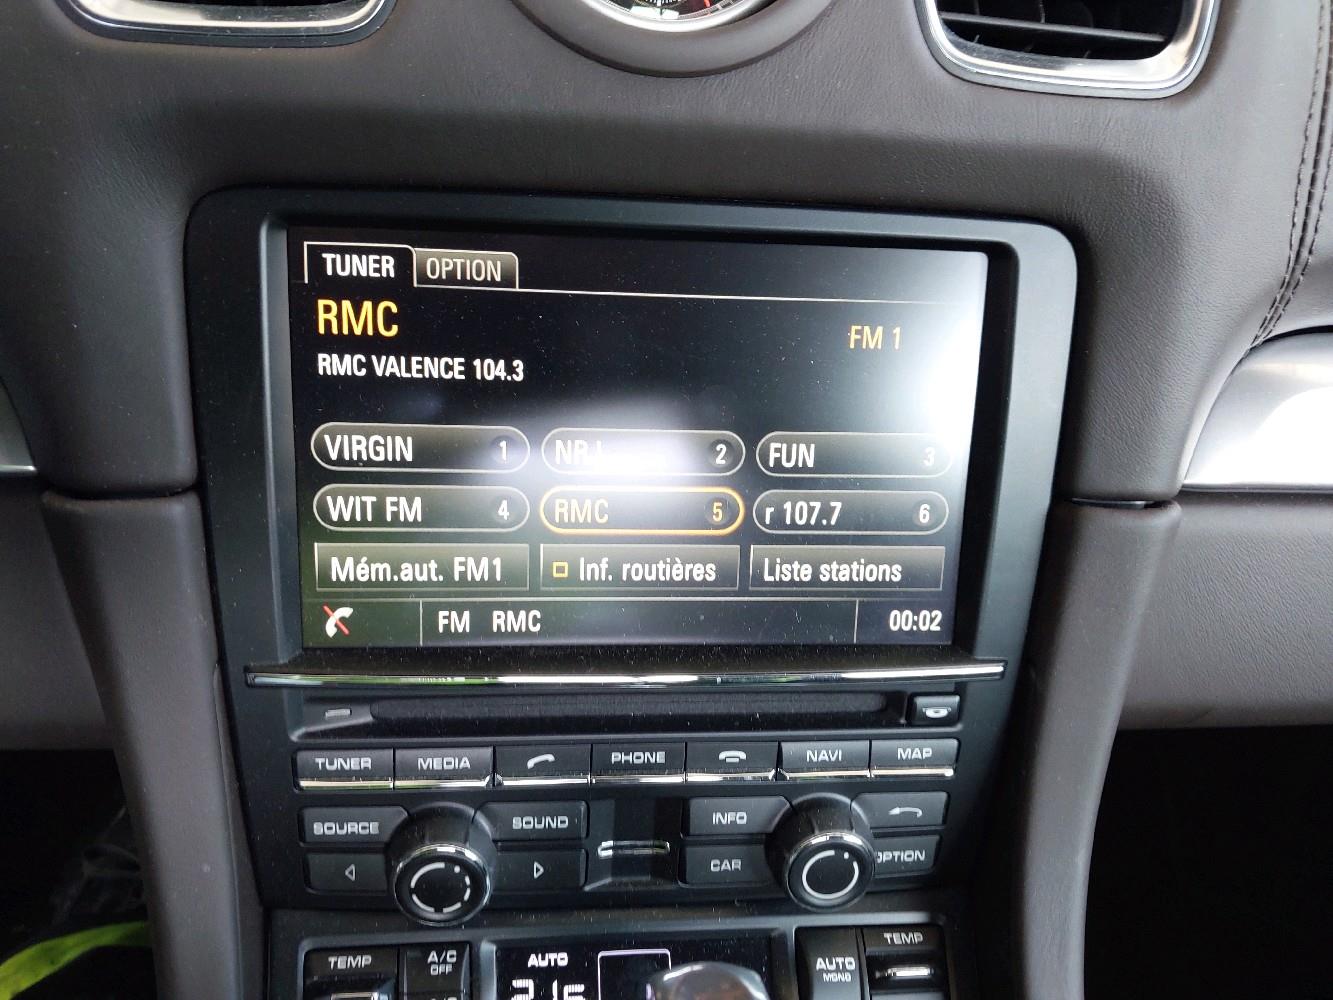 TUNER OPTION
RMC
FM 1
RMC VALENCE 104.3
VIRGIN 1 NRJ 2 FUN 3
WIT FM 4 RMC 5 r 107.7 6
Mém.aut. FM1 Inf. routières Liste stations
FM RMC 00:02
TUNER MEDIA PHONE NAVI MAP
SOURCE SOUND INFO
CAR OPTION
TEMP A/C OFF AUTO AUTO MONO TEMP